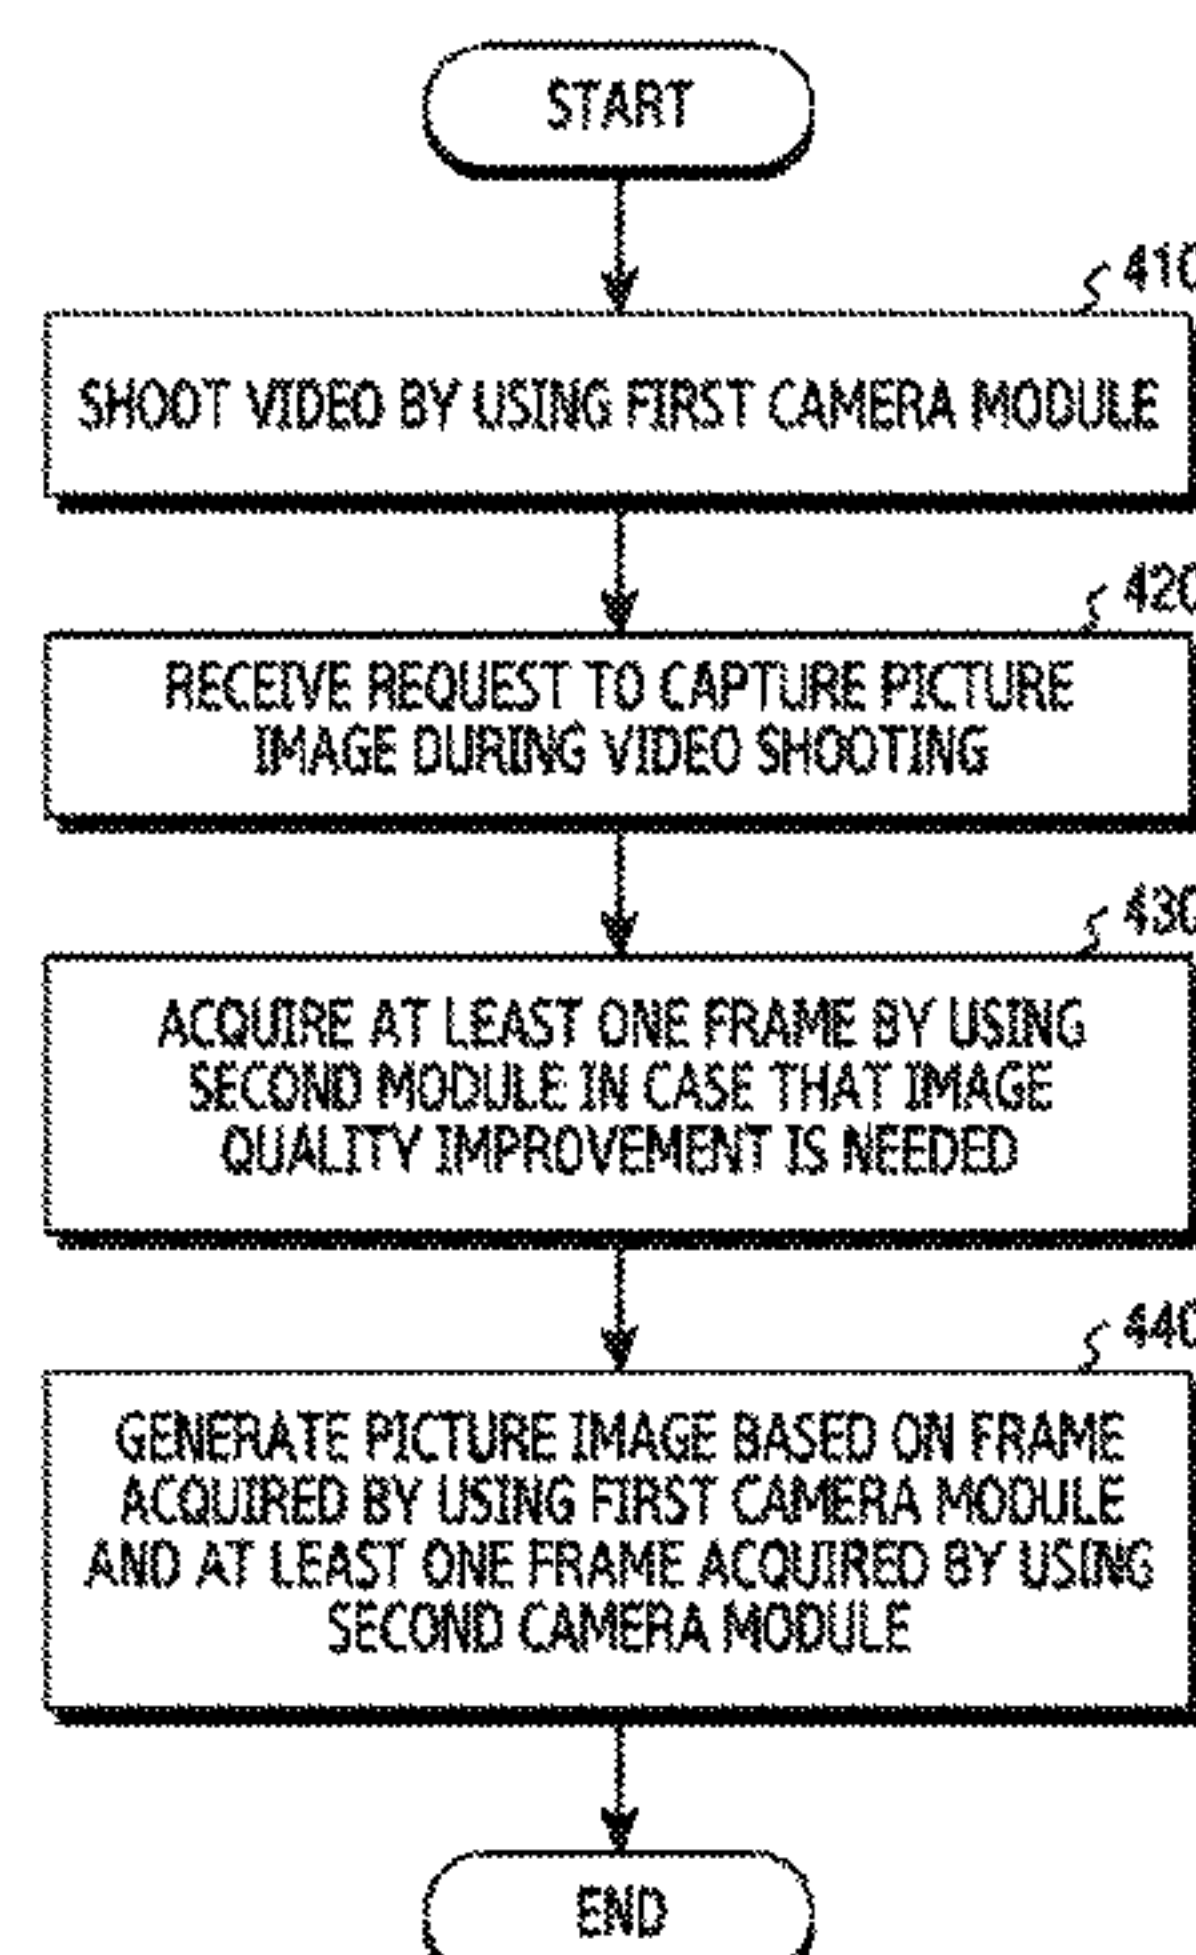 START
410
SHOOT VIDEO BY USING FIRST CAMERA MODULE
420
RECEIVE REQUEST TO CAPTURE PICTURE
IMAGE DURING VIDEO SHOOTING
430
ACQUIRE AT LEAST ONE FRAME BY USING
SECOND MODULE IN CASE THAT IMAGE
QUALITY IMPROVEMENT IS NEEDED
440
GENERATE PICTURE IMAGE BASED ON FRAME
ACQUIRED BY USING FIRST CAMERA MODULE
AND AT LEAST ONE FRAME ACQUIRED BY USING
SECOND CAMERA MODULE
END